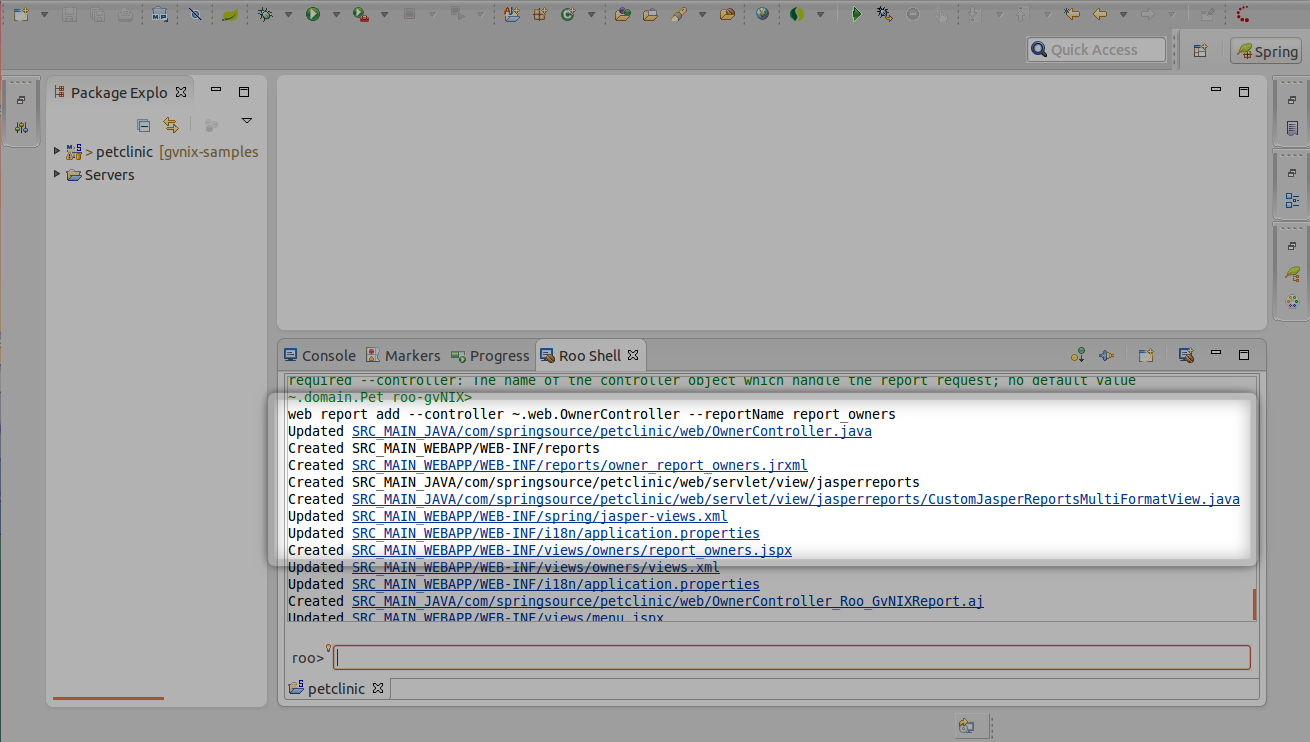 Quick Access
Spring
Package Explo
> petclinic [gvnix-samples
Servers
Console
Markers
Progress
Roo Shell
required --controller: The name of the controller object which handle the report request; no default value
~.domain.Pet roo-gvNIX>
web report add --controller ~.web.OwnerController --reportName report_owners
Updated SRC_MAIN_JAVA/com/springsource/petclinic/web/OwnerController.java
Created SRC_MAIN_WEBAPP/WEB-INF/reports
Created SRC_MAIN_WEBAPP/WEB-INF/reports/owner_report_owners.jrxml
Created SRC_MAIN_JAVA/com/springsource/petclinic/web/servlet/view/jasperreports
Created SRC_MAIN_JAVA/com/springsource/petclinic/web/servlet/view/jasperreports/CustomJasperReportsMultiFormatView.java
Updated SRC_MAIN_WEBAPP/WEB-INF/spring/jasper-views.xml
Updated SRC_MAIN_WEBAPP/WEB-INF/i18n/application.properties
Created SRC_MAIN_WEBAPP/WEB-INF/views/owners/report_owners.jspx
Updated SRC_MAIN_WEBAPP/WEB-INF/views/owners/views.xml
Updated SRC_MAIN_WEBAPP/WEB-INF/i18n/application.properties
Created SRC_MAIN_JAVA/com/springsource/petclinic/web/OwnerController_Roo_GvNIXReport.aj
Updated SRC_MAIN_WEBAPP/WEB-INF/views/menu.jspx
roo>
petclinic